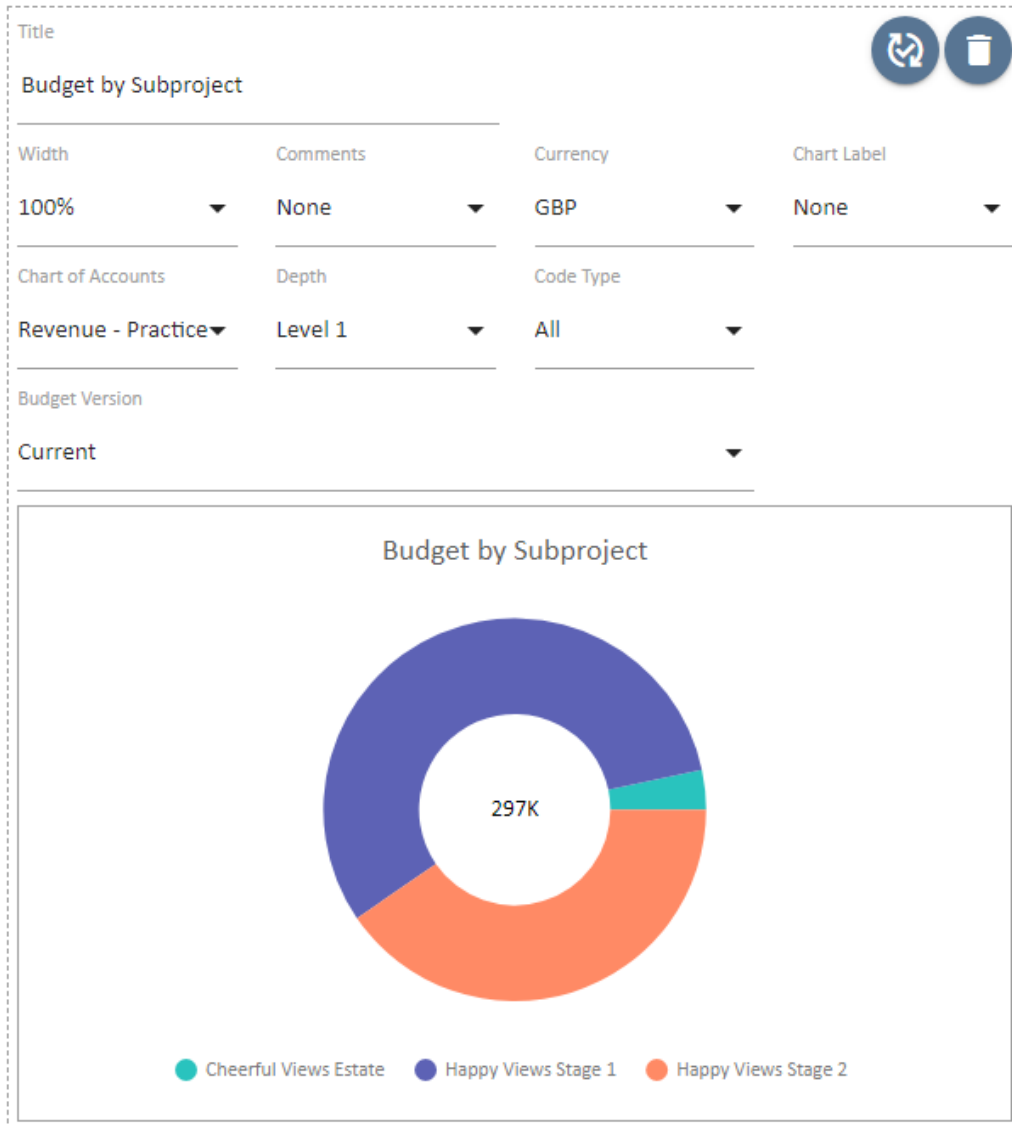 Title
Budget by Subproject
Width Comments Currency Chart Label
100% None GBP None
Chart of Accounts Depth Code Type
Revenue - Practice Level 1 All
Budget Version
Current
Budget by Subproject
297K
Cheerful Views Estate Happy Views Stage 1 Happy Views Stage 2